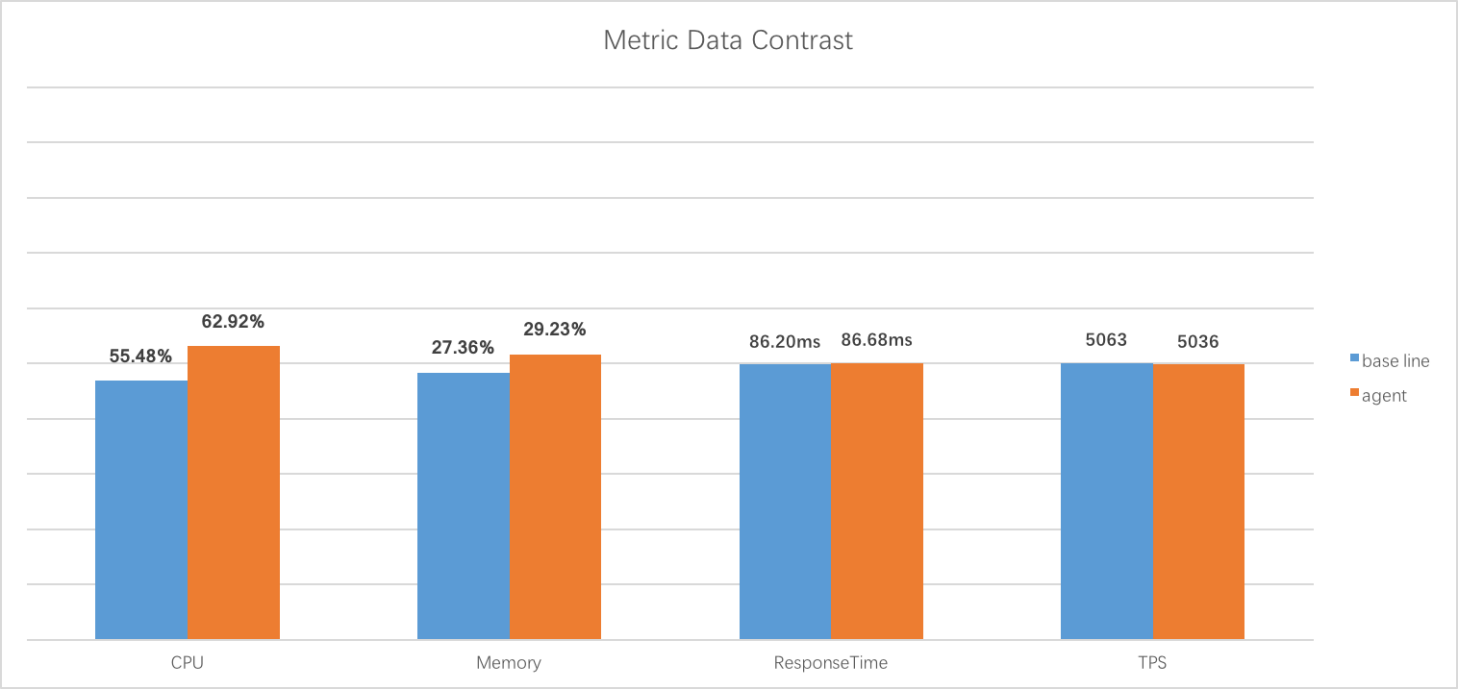 Metric Data Contrast
55.48%
62.92%
27.36%
29.23%
86.20ms
86.68ms
5063
5036
base line
agent
CPU
Memory
ResponseTime
TPS